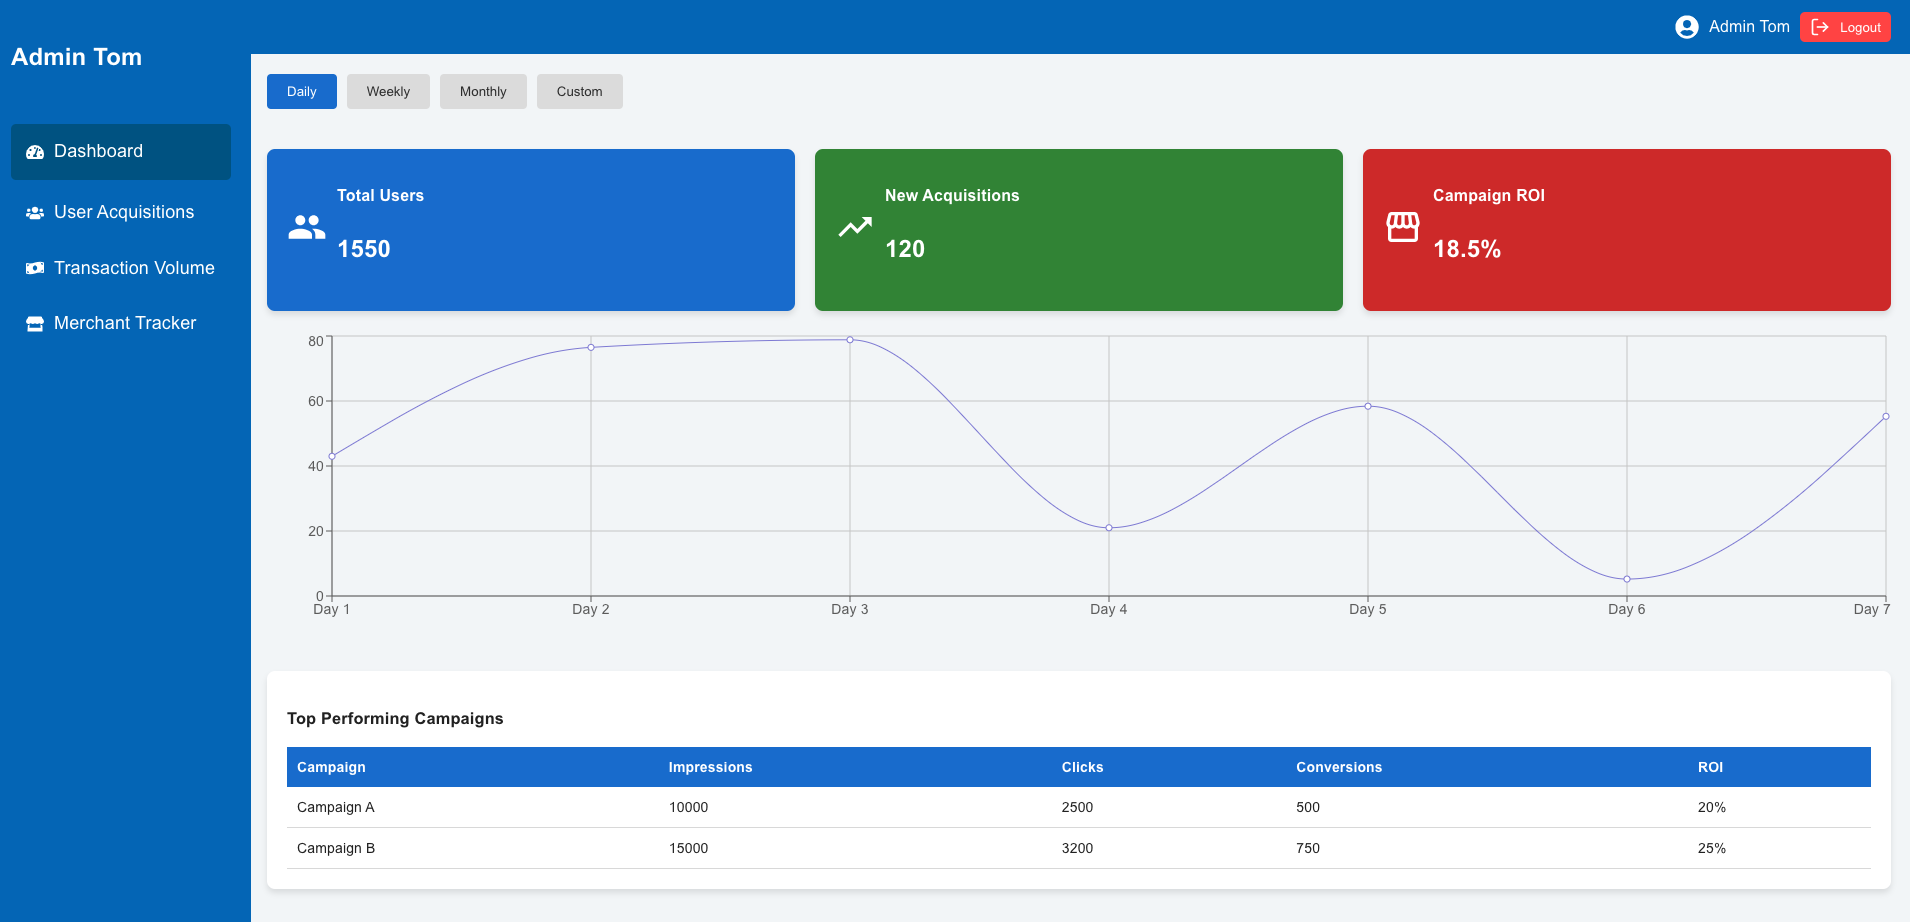 Admin Tom
Logout
Admin Tom
Dashboard
User Acquisitions
Transaction Volume
Merchant Tracker
Daily Weekly Monthly Custom
Total Users
1550
New Acquisitions
120
Campaign ROI
18.5%
80
60
40
20
0
Day 1 Day 2 Day 3 Day 4 Day 5 Day 6 Day 7
Top Performing Campaigns
Campaign Impressions Clicks Conversions ROI
Campaign A 10000 2500 500 20%
Campaign B 15000 3200 750 25%